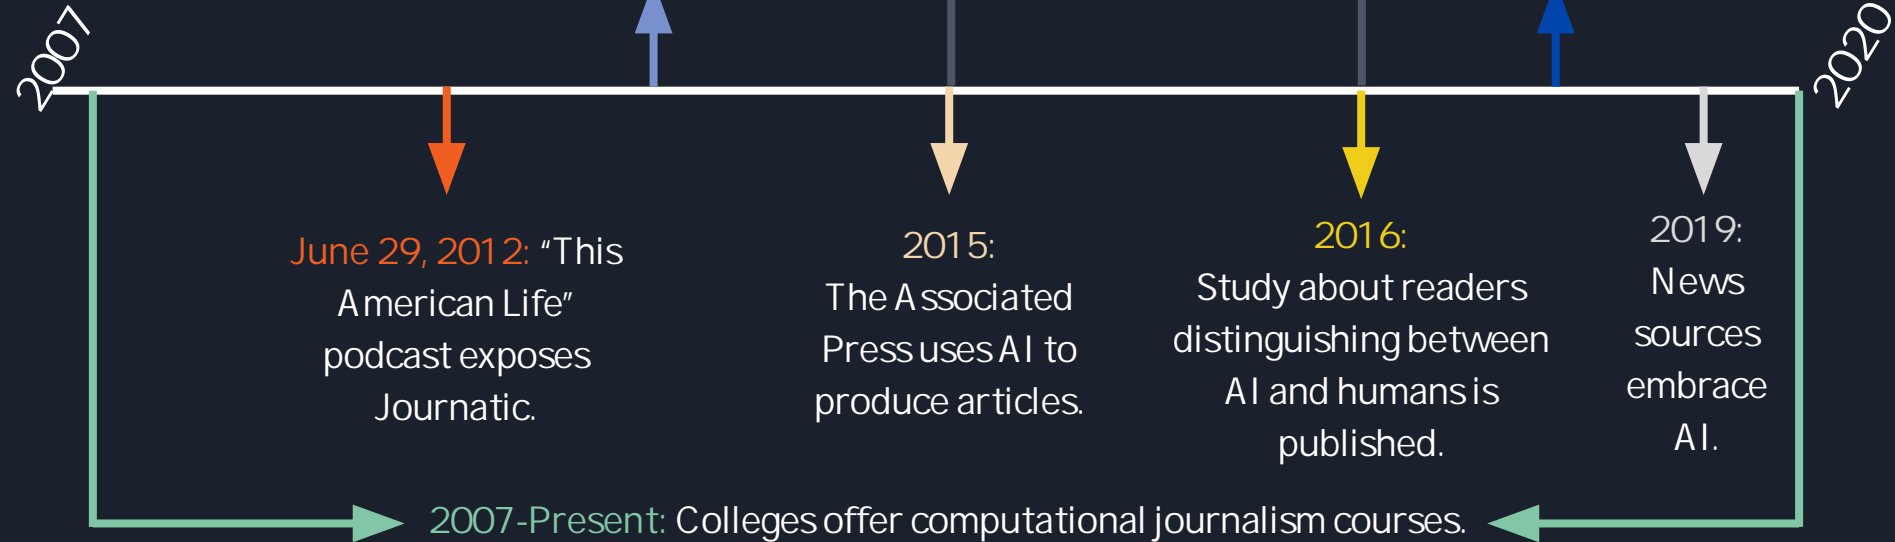 2007
2020
June 29, 2012: “This
American Life”
podcast exposes
Journatic.
2015:
The Associated
Press uses AI to
produce articles.
2016:
Study about readers
distinguishing between
AI and humans is
published.
2019:
News
sources
embrace
AI.
2007-Present: Colleges offer computational journalism courses.